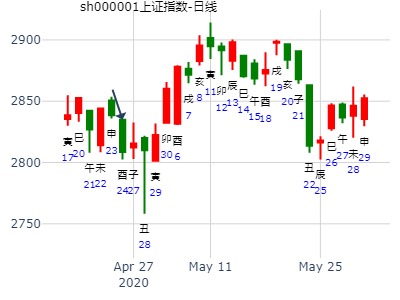 sh000001上证指数-日线
2900
2850
2800
2750
寅
17
巳
20
午
21
未
22
申
23
酉
24
子
27
丑
28
寅
29
卯
30
酉
6
戌
7
亥
8
寅
11
卯
12
辰
13
巳
14
午
15
酉
18
戌
19
亥
20
子
21
丑
22
辰
25
巳
26
午
27
未
28
申
29
Apr 27
2020
May 11
May 25